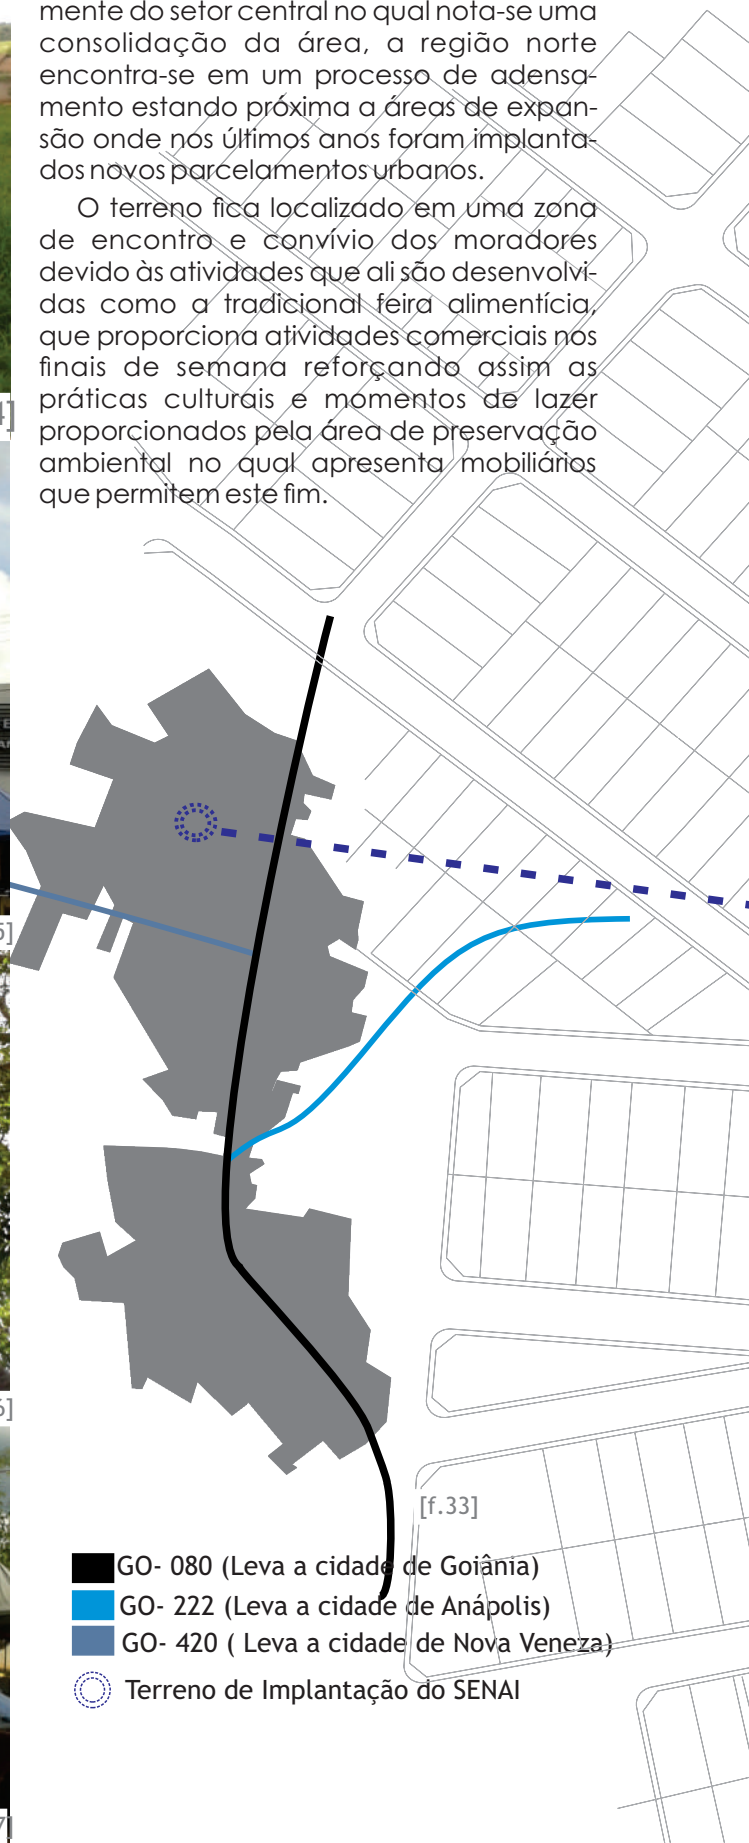 mente do setor central no qual nota-se uma
consolidação da área, a região norte
encontra-se em um processo de adensa-
mento estando próxima a áreas de expan-
são onde nos últimos anos foram implanta-
dos novos parcelamentos urbanos.
O terreno fica localizado em uma zona
de encontro e convívio dos moradores
devido às atividades que ali são desenvolvi-
das como a tradicional feira alimentícia,
que proporciona atividades comerciais nos
finais de semana reforçando assim as
práticas culturais e momentos de lazer
proporcionados pela área de preservação
ambiental no qual apresenta mobiliários
que permitem este fim.
[f.33]
GO- 080 (Leva a cidade de Goiânia)
GO- 222 (Leva a cidade de Anápolis)
GO- 420 ( Leva a cidade de Nova Veneza)
Terreno de Implantação do SENAI